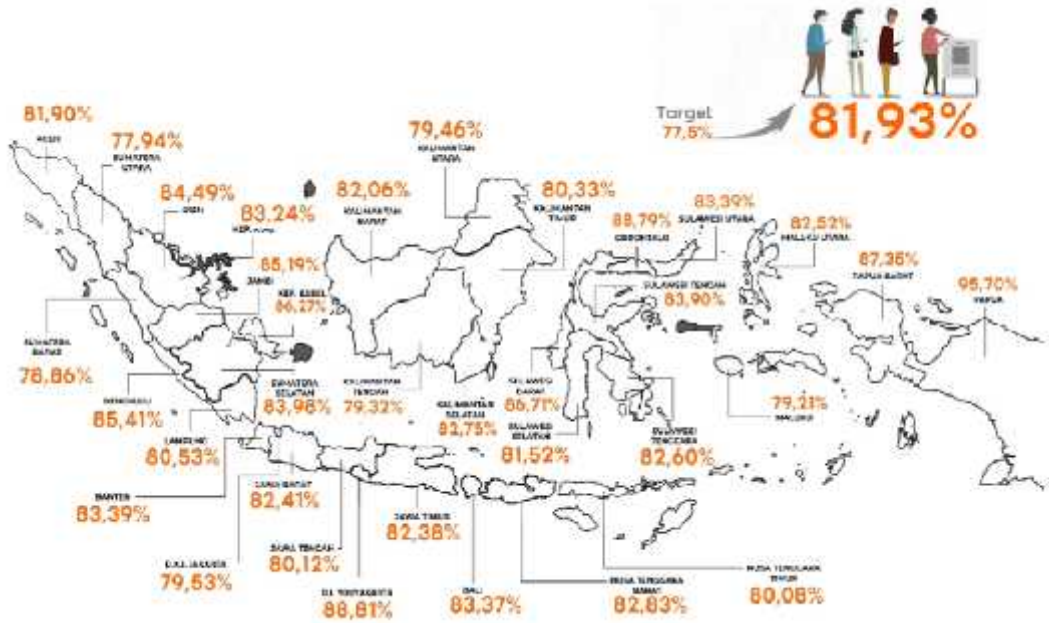 Target
77,5%
81,93%
81,90%
ACEH
77,94%
SUMATERA
UTARA
84,49%
RIAU
83,24%
KEP. RIAU
85,19%
JAMBI
KEP. BABEL
86,27%
SUMATERA
BARAT
78,86%
BENGKULU
85,41%
SUMATERA
SELATAN
83,98%
LAMPUNG
80,53%
BANTEN
83,39%
D.K.I. JAKARTA
79,53%
JAWA BARAT
82,41%
JAWA TENGAH
80,12%
D.I. YOGYAKARTA
88,81%
JAWA TIMUR
82,38%
BALI
83,37%
NUSA TENGGARA
BARAT
82,83%
NUSA TENGGARA
TIMUR
80,08%
82,06%
KALIMANTAN
BARAT
79,46%
KALIMANTAN
UTARA
80,33%
KALIMANTAN
TIMUR
KALIMANTAN
TENGAH
79,32%
KALIMANTAN
SELATAN
82,75%
88,79%
GORONTALO
83,39%
SULAWESI UTARA
SULAWESI TENGAH
83,90%
SULAWESI
BARAT
86,71%
SULAWESI
SELATAN
81,52%
SULAWESI
TENGGARA
82,60%
82,52%
MALUKU UTARA
79,21%
MALUKU
87,35%
PAPUA BARAT
95,70%
PAPUA